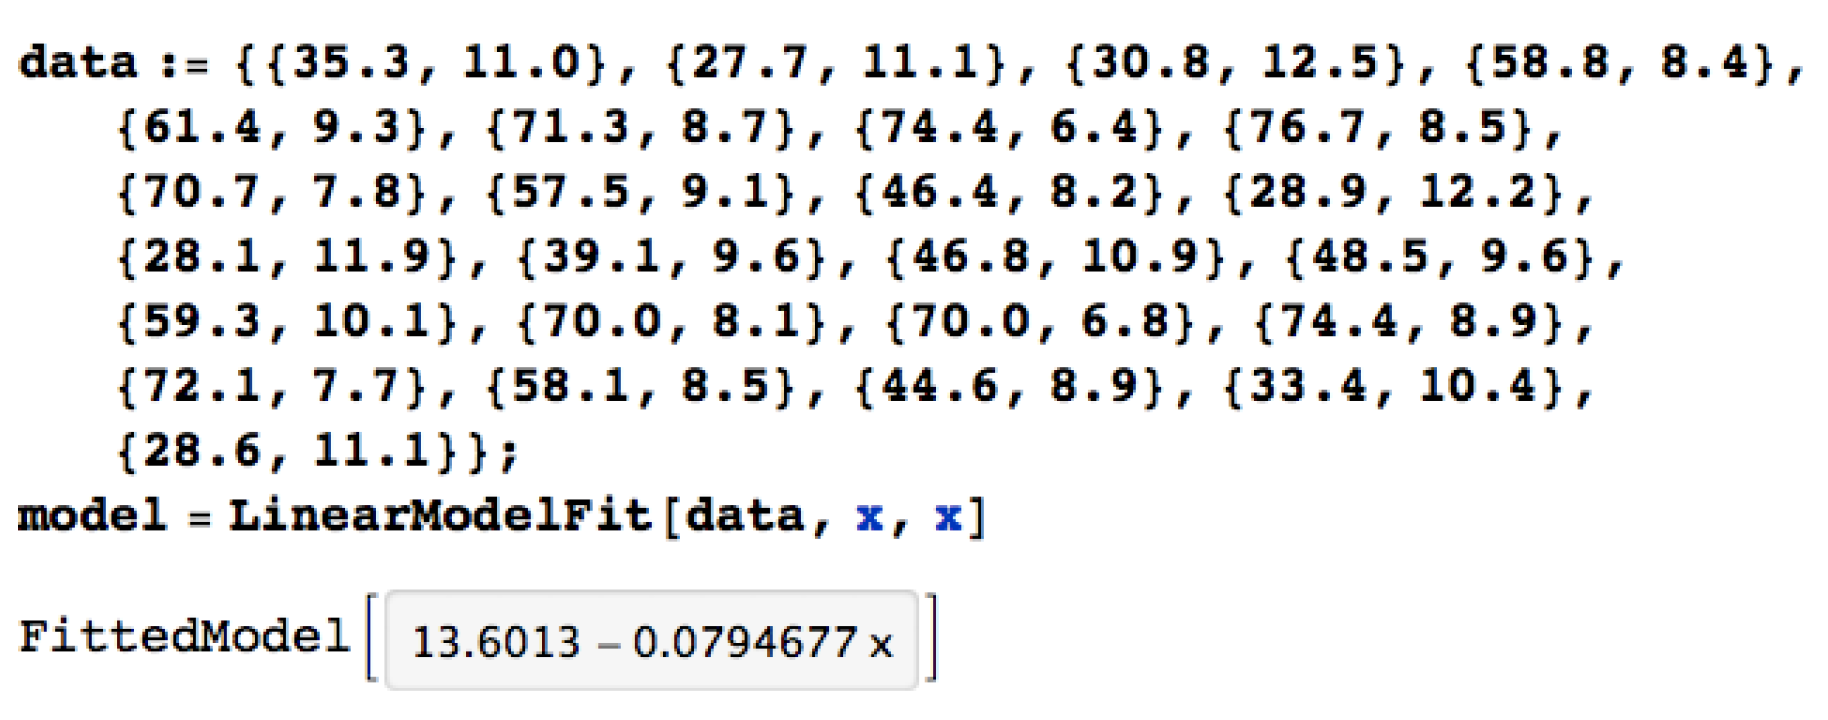 data := {{35.3, 11.0}, {27.7, 11.1}, {30.8, 12.5}, {58.8, 8.4},
{61.4, 9.3}, {71.3, 8.7}, {74.4, 6.4}, {76.7, 8.5},
{70.7, 7.8}, {57.5, 9.1}, {46.4, 8.2}, {28.9, 12.2},
{28.1, 11.9}, {39.1, 9.6}, {46.8, 10.9}, {48.5, 9.6},
{59.3, 10.1}, {70.0, 8.1}, {70.0, 6.8}, {74.4, 8.9},
{72.1, 7.7}, {58.1, 8.5}, {44.6, 8.9}, {33.4, 10.4},
{28.6, 11.1}};
model = LinearModelFit[data, x, x]
FittedModel[13.6013 – 0.0794677 x]